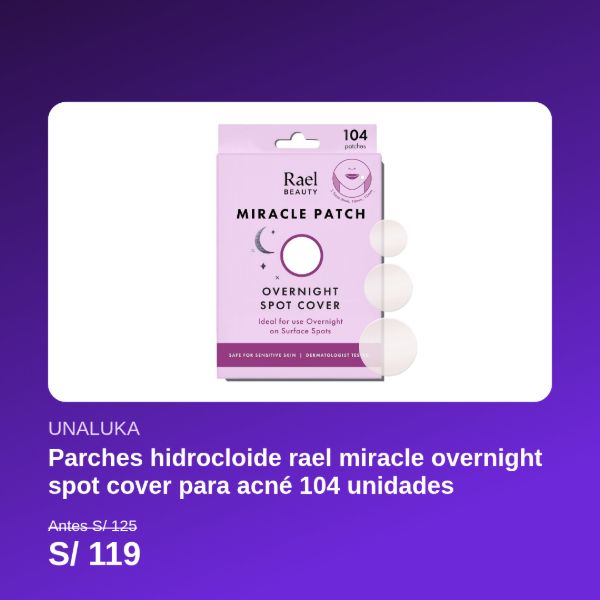 104
patches
Rael
BEAUTY
MIRACLE PATCH
OVERNIGHT
SPOT COVER
Ideal for use Overnight
on Surface Spots
SAFE FOR SENSITIVE SKIN | DERMATOLOGIST
UNALUKA
Parches hidrocloide rael miracle overnight
spot cover para acné 104 unidades
Antes S/ 125
S/ 119